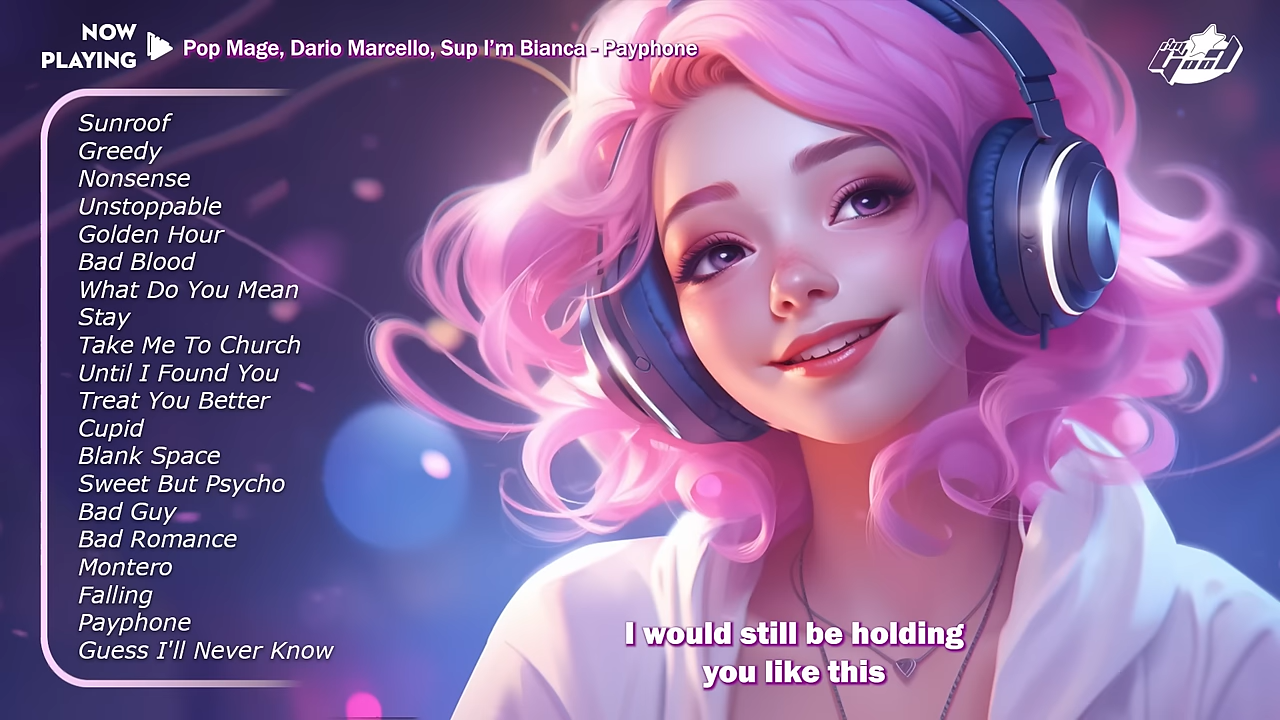 NOW
PLAYING
Pop Mage, Dario Marcello, Sup I'm Bianca - Payphone
Sunroof
Greedy
Nonsense
Unstoppable
Golden Hour
Bad Blood
What Do You Mean
Stay
Take Me To Church
Until I Found You
Treat You Better
Cupid
Blank Space
Sweet But Psycho
Bad Guy
Bad Romance
Montero
Falling
Payphone
Guess I'll Never Know
I would still be holding
you like this